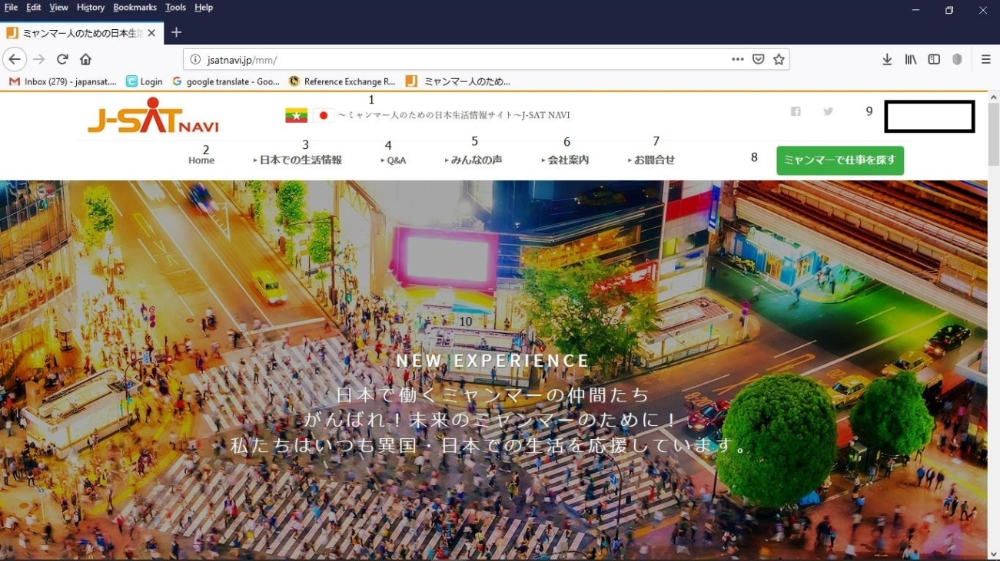 File Edit View History Bookmarks Tools Help
ミャンマー人のための日本生活
jsatnavi.jp/mm/
Inbox (279) - japansat.... Login google translate - Goo... Reference Exchange R... ミャンマー人のため...
1
J-SAT NAVI ～ミャンマー人のための日本生活情報サイト～J-SAT NAVI 9
2 3 4 5 6 7
Home 日本での生活情報 Q&A みんなの声 会社案内 お問合せ 8 ミャンマーで仕事を探す
10
NEW EXPERIENCE
日本で働くミャンマーの仲間たち
がんばれ！未来のミャンマーのために！
私たちはいつも異国・日本での生活を応援しています。